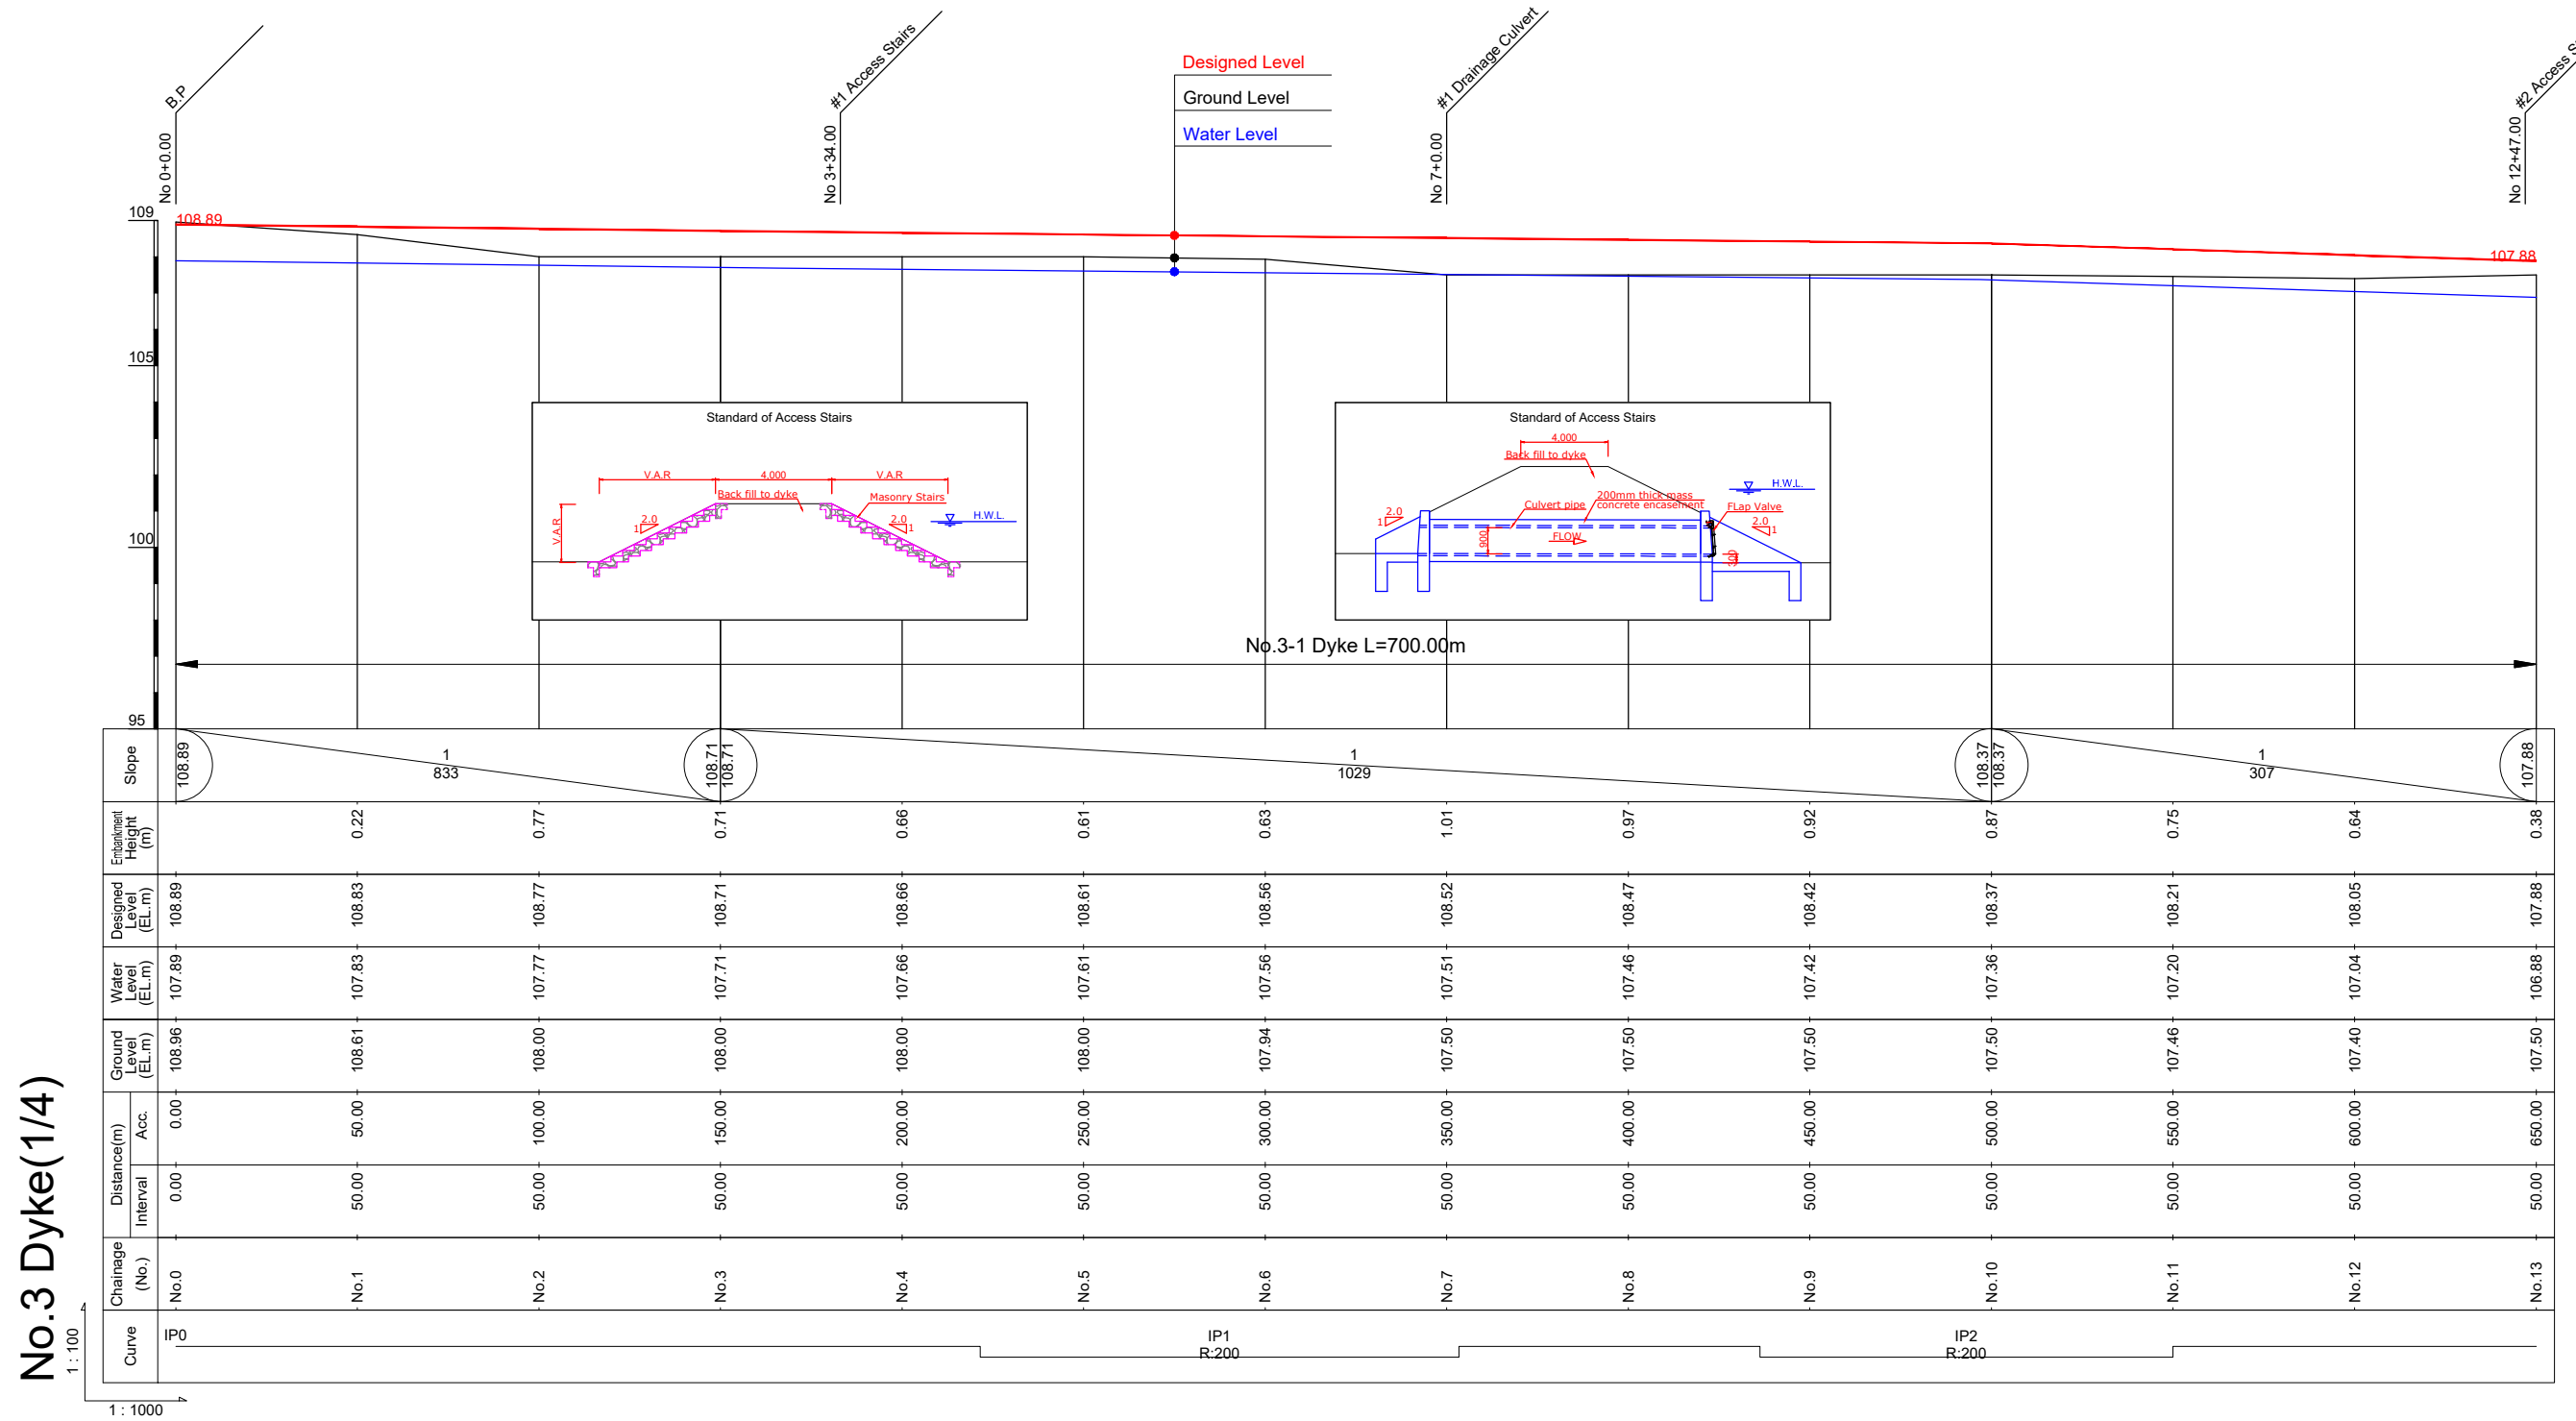 B.P
No 0+0.00
#1 Access Stairs
No 3+34.00
Designed Level
Ground Level
Water Level
#1 Drainage Culvert
No 7+0.00
#2 Access S
No 12+47.00
109
105
100
95
108.89
107.88
Standard of Access Stairs
V.A.R
4,000
V.A.R
Back fill to dyke
Masonry Stairs
V.A.R
2.0
1
2.0
1
H.W.L.
Standard of Access Stairs
4,000
Back fill to dyke
H.W.L.
Culvert pipe
200mm thick mass
concrete encasement
FLap Valve
2.0
1
2.0
1
900
FLOW
300
No.3-1 Dyke L=700.00m
Slope
108.89
1
833
108.71
108.71
1
1029
108.37
108.37
1
307
107.88
Embankment
Height
(m)
0.22 0.77 0.71 0.66 0.61 0.63 1.01 0.97 0.92 0.87 0.75 0.64 0.38
Designed
Level
(EL.m)
108.89 108.83 108.77 108.71 108.66 108.61 108.56 108.52 108.47 108.42 108.37 108.21 108.05 107.88
Water
Level
(EL.m)
107.89 107.83 107.77 107.71 107.66 107.61 107.56 107.51 107.46 107.42 107.36 107.20 107.04 106.88
Ground
Level
(EL.m)
108.96 108.61 108.00 108.00 108.00 108.00 107.94 107.50 107.50 107.50 107.50 107.46 107.40 107.50
Distance(m)
Acc.
0.00 50.00 100.00 150.00 200.00 250.00 300.00 350.00 400.00 450.00 500.00 550.00 600.00 650.00
Interval
0.00 50.00 50.00 50.00 50.00 50.00 50.00 50.00 50.00 50.00 50.00 50.00 50.00 50.00
Chainage
(No.)
No.0 No.1 No.2 No.3 No.4 No.5 No.6 No.7 No.8 No.9 No.10 No.11 No.12 No.13
Curve
IP0
IP1
R:200
IP2
R:200
No.3 Dyke(1/4)
1 : 100
1 : 1000